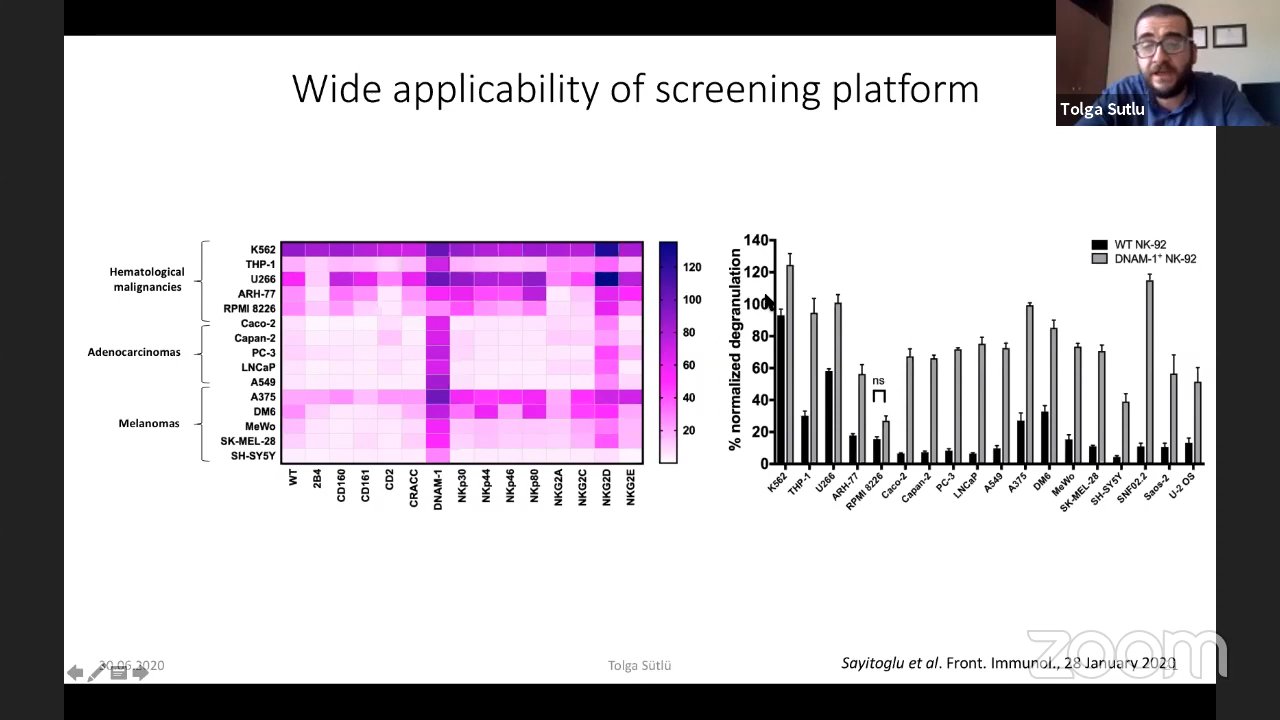 Wide applicability of screening platform
Tolga Sutlu
Hematological
malignancies
Adenocarcinomas
Melanomas
K562
THP-1
U266
ARH-77
RPMI 8226
Caco-2
Capan-2
PC-3
LNCaP
A549
A375
DM6
MeWo
SK-MEL-28
SH-SY5Y
WT
2B4
CD160
CD161
CD2
CRACC
DNAM-1
NKp30
NKp44
NKp46
NKp80
NKG2A
NKG2C
NKG2D
NKG2E
120
100
80
60
40
20
% normalized degranulation
140
120
100
80
60
40
20
0
ns
WT NK-92
DNAM-1+ NK-92
K562
THP-1
U266
ARH-77
RPMI 8226
Caco-2
Capan-2
PC-3
LNCaP
A549
A375
DM6
MeWo
SK-MEL-28
SH-SY5Y
SNF02.2
Saos-2
U-2 OS
30.06.2020
Tolga Sütlü
Sayitoglu et al. Front. Immunol., 28 January 2020
zoom